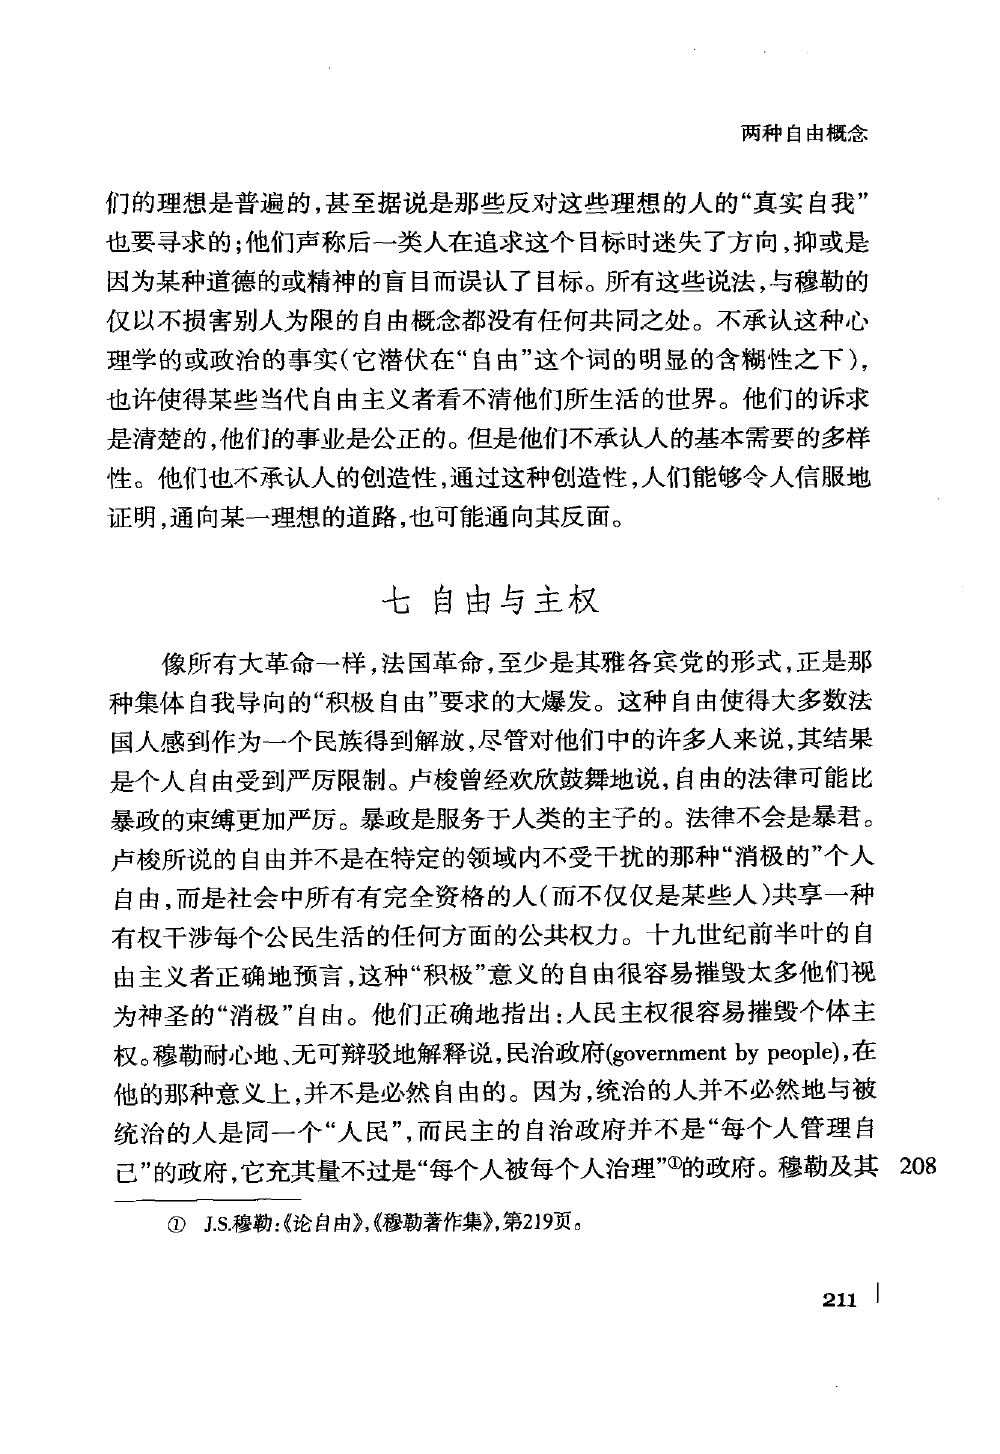 两种自由概念
们的理想是普遍的,甚至据说是那些反对这些理想的人的“真实自我”
也要寻求的;他们声称后一类人在追求这个目标时迷失了方向,抑或是
因为某种道德的或精神的盲目而误认了目标。所有这些说法,与穆勒的
仅以不损害别人为限的自由概念都没有任何共同之处。不承认这种心
理学的或政治的事实(它潜伏在“自由”这个词的明显的含糊性之下),
也许使得某些当代自由主义者看不清他们所生活的世界。他们的诉求
是清楚的,他们的事业是公正的。但是他们不承认人的基本需要的多样
性。他们也不承认人的创造性,通过这种创造性,人们能够令人信服地
证明,通向某一理想的道路,也可能通向其反面。
七 自由与主权
像所有大革命一样,法国革命,至少是其雅各宾党的形式,正是那
种集体自我导向的“积极自由”要求的大爆发。这种自由使得大多数法
国人感到作为一个民族得到解放,尽管对他们中的许多人来说,其结果
是个人自由受到严厉限制。卢梭曾经欢欣鼓舞地说,自由的法律可能比
暴政的束缚更加严厉。暴政是服务于人类的主子的。法律不会是暴君。
卢梭所说的自由并不是在特定的领域内不受干扰的那种“消极的”个人
自由,而是社会中所有有完全资格的人(而不仅仅是某些人)共享一种
有权干涉每个公民生活的任何方面的公共权力。十九世纪前半叶的自
由主义者正确地预言,这种“积极”意义的自由很容易摧毁太多他们视
为神圣的“消极”自由。他们正确地指出:人民主权很容易摧毁个体主
权。穆勒耐心地、无可辩驳地解释说,民治政府(government by people),在
他的那种意义上,并不是必然自由的。因为,统治的人并不必然地与被
统治的人是同一个“人民”,而民主的自治政府并不是“每个人管理自
己”的政府,它充其量不过是“每个人被每个人治理”①的政府。穆勒及其 208
① J.S.穆勒:《论自由》,《穆勒著作集》,第219页。
211